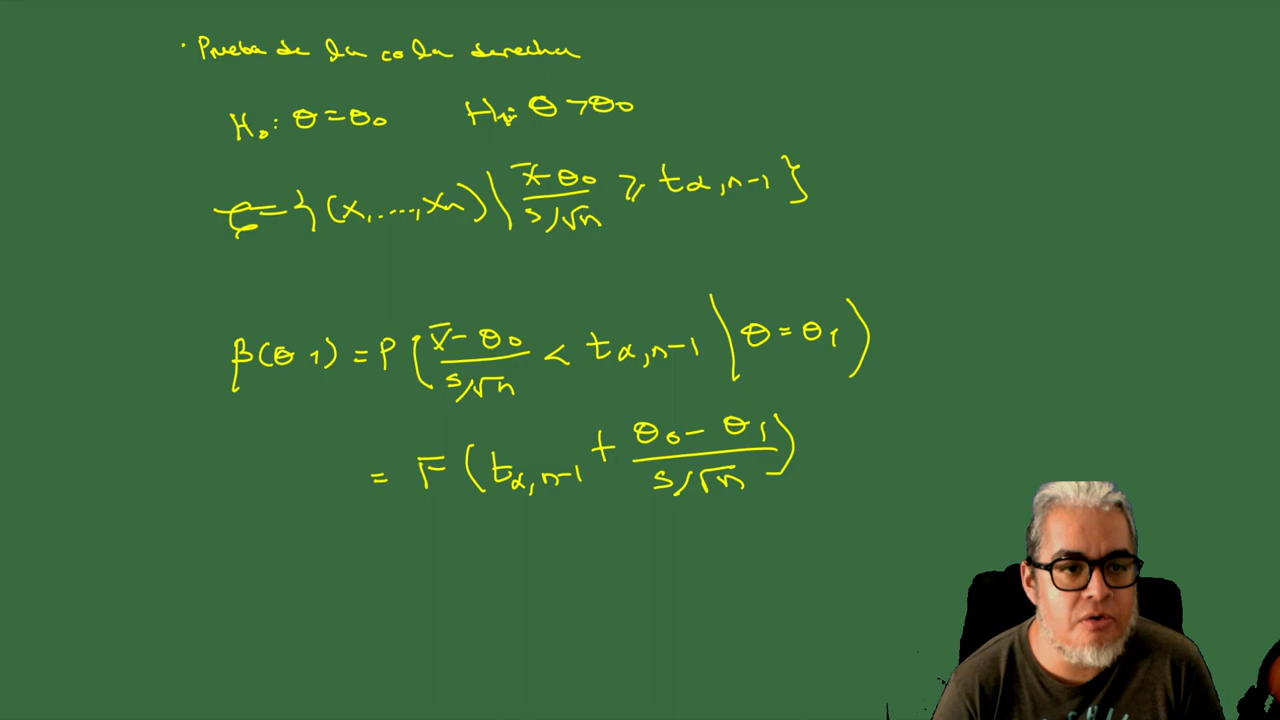 · Prueba de la cola derecha
H₀: θ = θ₀ H₁: θ > θ₀
𝒞 = {(x₁, ..., xₙ) | (x̄ - θ₀)/(s/√n) ≥ t_{α, n-1}}
β(θ₁) = P( (x̄ - θ₀)/(s/√n) < t_{α, n-1} | θ = θ₁ )
= F( t_{α, n-1} + (θ₀ - θ₁)/(s/√n) )